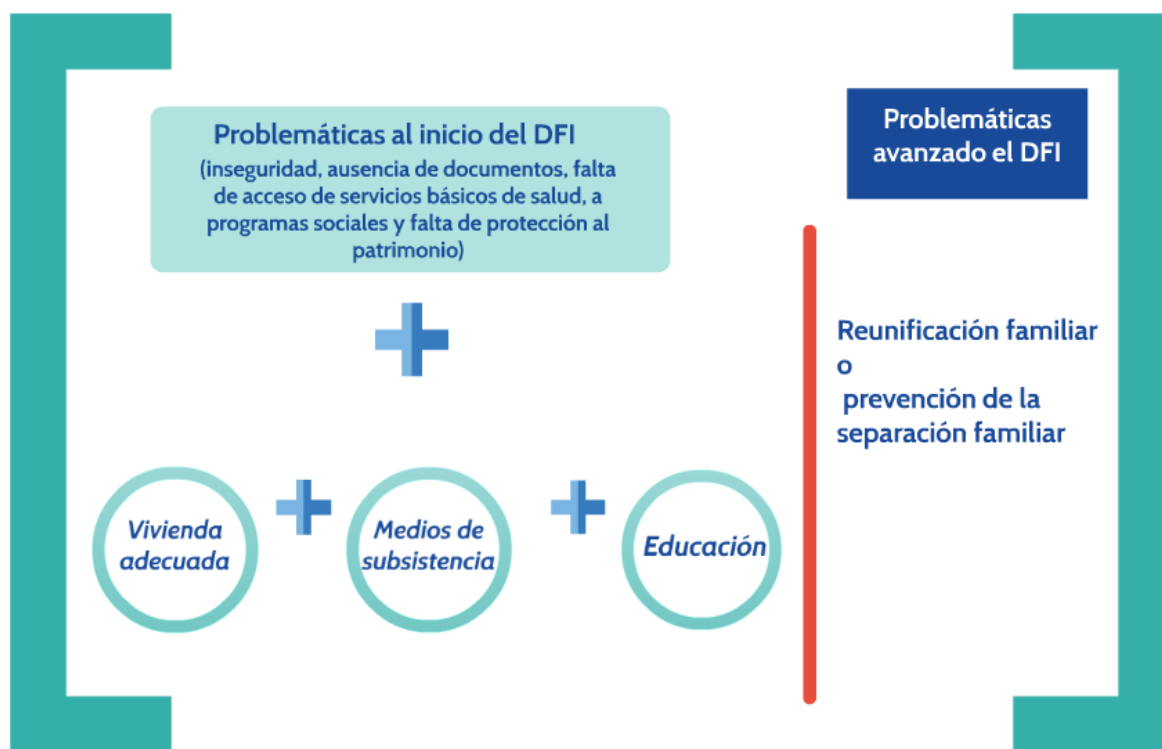 Problemáticas al inicio del DFI
(inseguridad, ausencia de documentos, falta
de acceso de servicios básicos de salud, a
programas sociales y falta de protección al
patrimonio)
Vivienda
adecuada
Medios de
subsistencia
Educación
Problemáticas
avanzado el DFI
Reunificación familiar
o
prevención de la
separación familiar